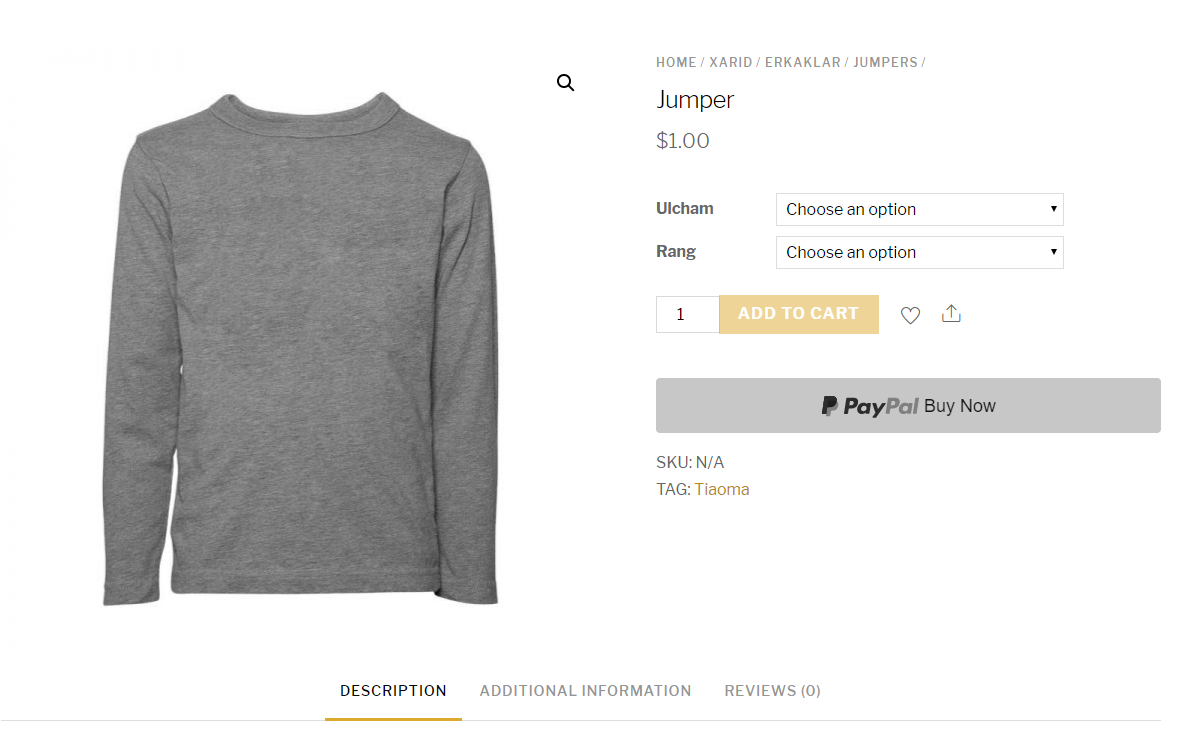 HOME / XARID / ERKAKLAR / JUMPERS /
Jumper
$1.00
Ulcham Choose an option
Rang Choose an option
1 ADD TO CART
PayPal Buy Now
SKU: N/A
TAG: Tiaoma
DESCRIPTION ADDITIONAL INFORMATION REVIEWS (0)